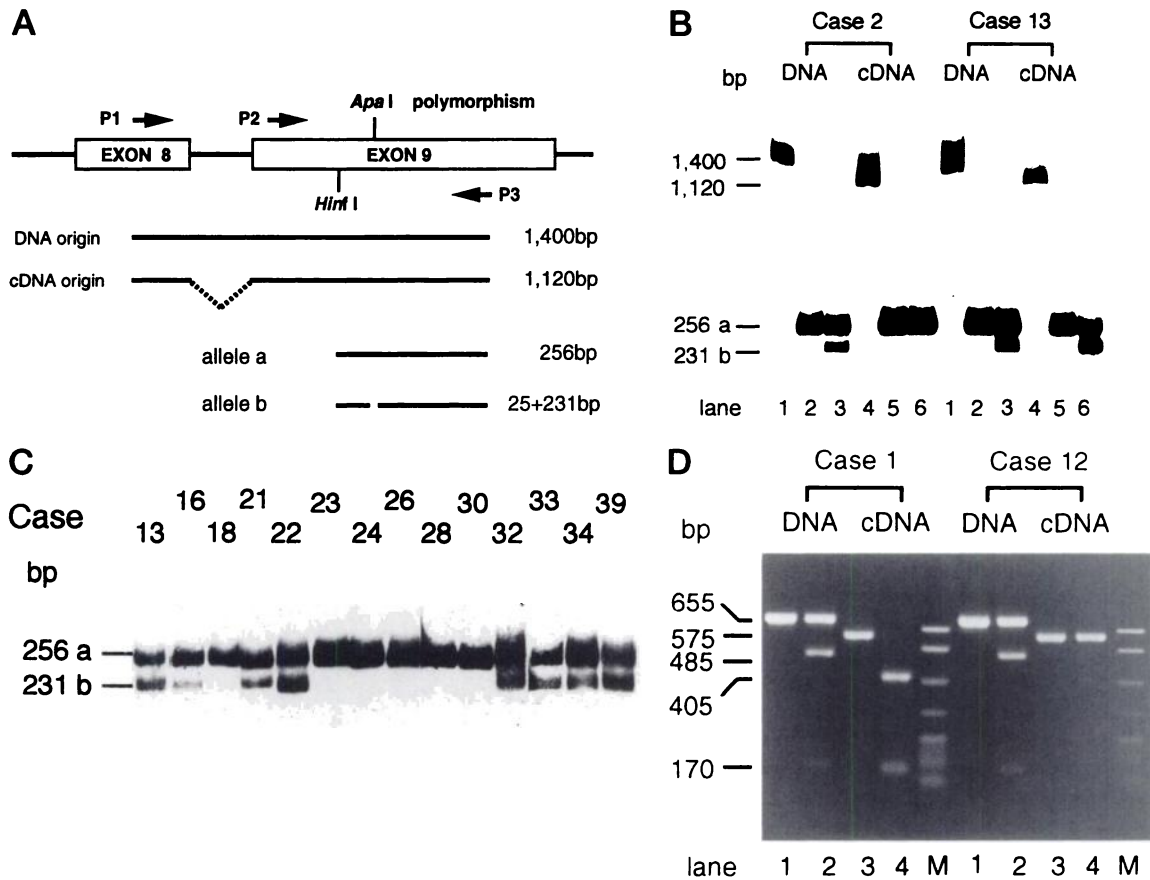 A
Apa I polymorphism
P1 P2
EXON 8 EXON 9
Hinf I P3
DNA origin 1,400bp
cDNA origin 1,120bp
allele a 256bp
allele b 25+231bp
B
Case 2 Case 13
bp DNA cDNA DNA cDNA
1,400
1,120
256 a
231 b
lane 1 2 3 4 5 6 1 2 3 4 5 6
C
Case
16 21 23 26 30 33 39
13 18 22 24 28 32 34
bp
256 a
231 b
D
Case 1 Case 12
bp DNA cDNA DNA cDNA
655
575
485
405
170
lane 1 2 3 4 M 1 2 3 4 M